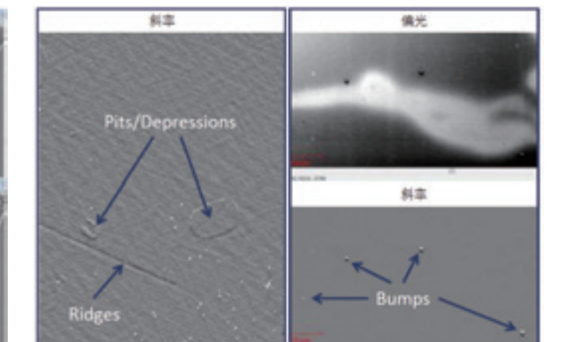 斜率
Pits/Depressions
Ridges
偏光
斜率
Bumps